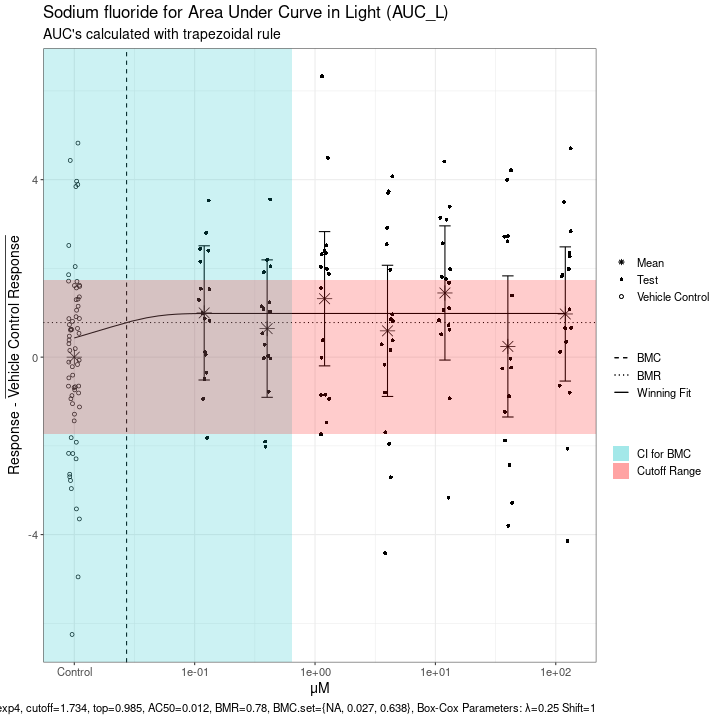 Sodium fluoride for Area Under Curve in Light (AUC_L)
AUC's calculated with trapezoidal rule
Response - Vehicle Control Response
4
0
-4
Control
1e-01
1e+00
1e+01
1e+02
μM
Mean
Test
Vehicle Control
BMC
BMR
Winning Fit
CI for BMC
Cutoff Range
exp4, cutoff=1.734, top=0.985, AC50=0.012, BMR=0.78, BMC.set={NA, 0.027, 0.638}, Box-Cox Parameters: λ=0.25 Shift=1